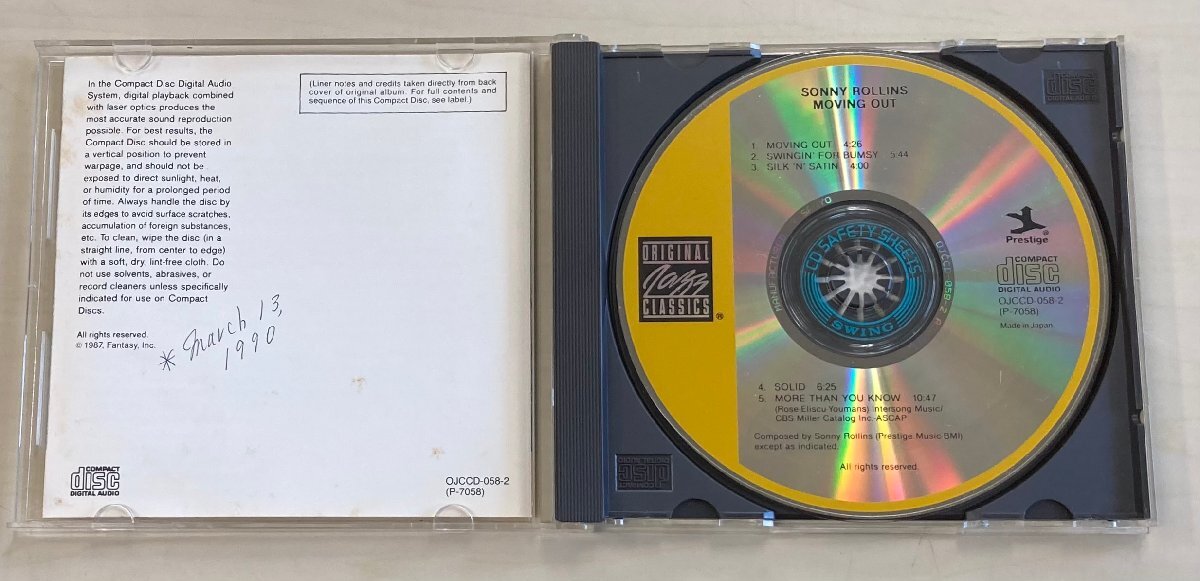 In the Compact Disc Digital Audio
System, digital playback combined
with laser optics produces the
most accurate sound reproduction
possible. For best results, the
Compact Disc should be stored in
a vertical position to prevent
warpage, and should not be
exposed to direct sunlight, heat,
or humidity for a prolonged period
of time. Always handle the disc by
its edges to avoid surface scratches,
accumulation of foreign substances,
etc. To clean, wipe the disc (in a
straight line, from center to edge)
with a soft, dry, lint-free cloth. Do
not use solvents, abrasives, or
record cleaners unless specifically
indicated for use on Compact
Discs.
All rights reserved.
© 1987, Fantasy, Inc.
* March 13,
1990
COMPACT
disc
DIGITAL AUDIO
(Liner notes and credits taken directly from back
cover of original album. For full contents and
sequence of this Compact Disc, see label.)
OJCCD-058-2
(P-7058)
SONNY ROLLINS
MOVING OUT
1. MOVING OUT 4:26
2. SWINGIN' FOR BUMSY 5:44
3. SILK 'N' SATIN 4:00
ORIGINAL
Jazz
CLASSICS®
CD SAFETY SHEETS
SWING
Prestige®
COMPACT
disc
DIGITAL AUDIO
OJCCD-058-2
(P-7058)
Made in Japan
4. SOLID 6:25
5. MORE THAN YOU KNOW 10:47
(Rose-Eliscu-Youmans) Intersong Music/
CBS Miller Catalog Inc.-ASCAP
Composed by Sonny Rollins (Prestige Music-BMI)
except as indicated.
All rights reserved.
COMPACT
disc
DIGITAL AUDIO
COMPACT
disc
DIGITAL AUDIO